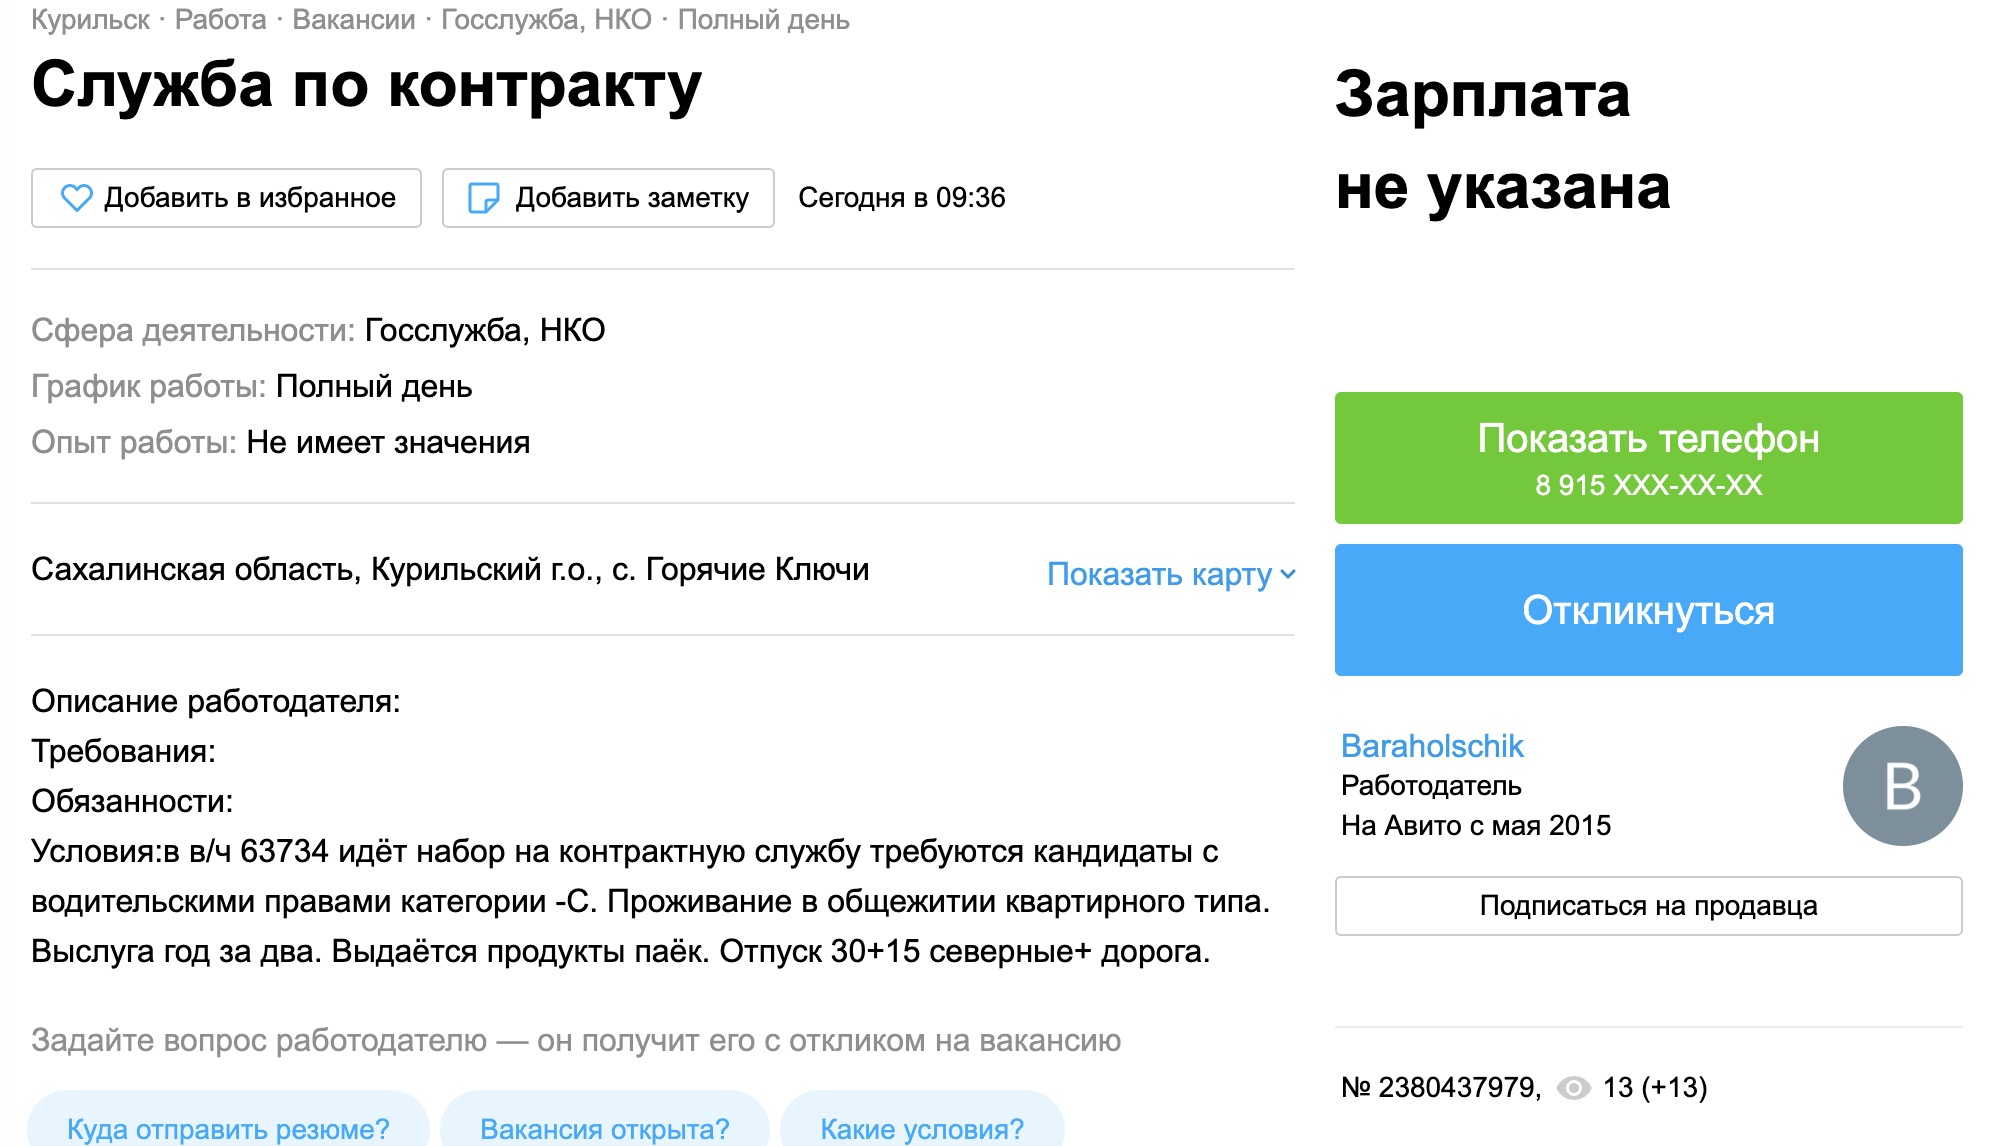 Курильск · Работа · Вакансии · Госслужба, НКО · Полный день
Служба по контракту
Добавить в избранное
Добавить заметку
Сегодня в 09:36
Сфера деятельности: Госслужба, НКО
График работы: Полный день
Опыт работы: Не имеет значения
Сахалинская область, Курильский г.о., с. Горячие Ключи
Показать карту
Описание работодателя:
Требования:
Обязанности:
Условия:в в/ч 63734 идёт набор на контрактную службу требуются кандидаты с
водительскими правами категории -С. Проживание в общежитии квартирного типа.
Выслуга год за два. Выдаётся продукты паёк. Отпуск 30+15 северные+ дорога.
Задайте вопрос работодателю — он получит его с откликом на вакансию
Куда отправить резюме?
Вакансия открыта?
Какие условия?
Зарплата
не указана
Показать телефон
8 915 XXX-XX-XX
Откликнуться
Baraholschik
Работодатель
На Авито с мая 2015
B
Подписаться на продавца
№ 2380437979, 13 (+13)